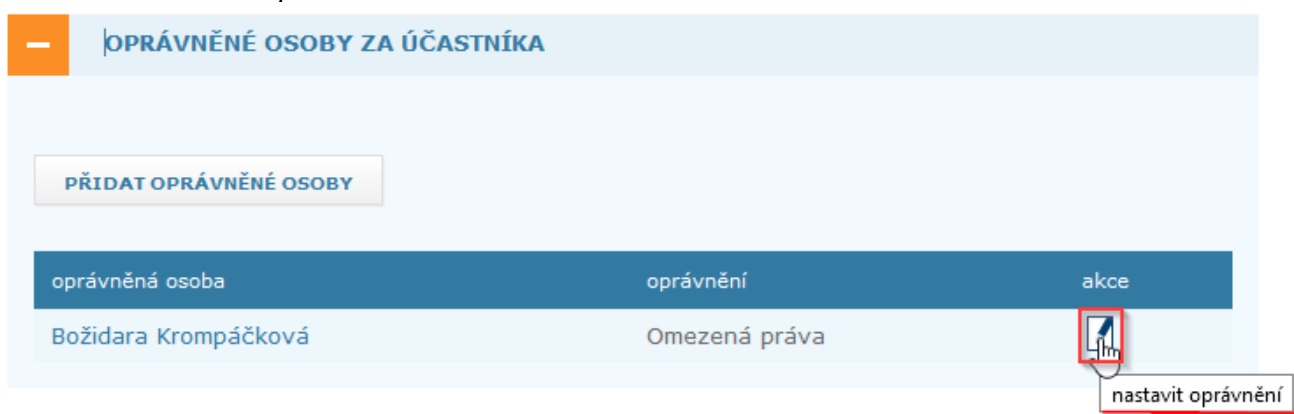 OPRÁVNĚNÉ OSOBY ZA ÚČASTNÍKA
PŘIDAT OPRÁVNĚNÉ OSOBY
oprávněná osoba oprávnění akce
Božidara Krompáčková Omezená práva
nastavit oprávnění